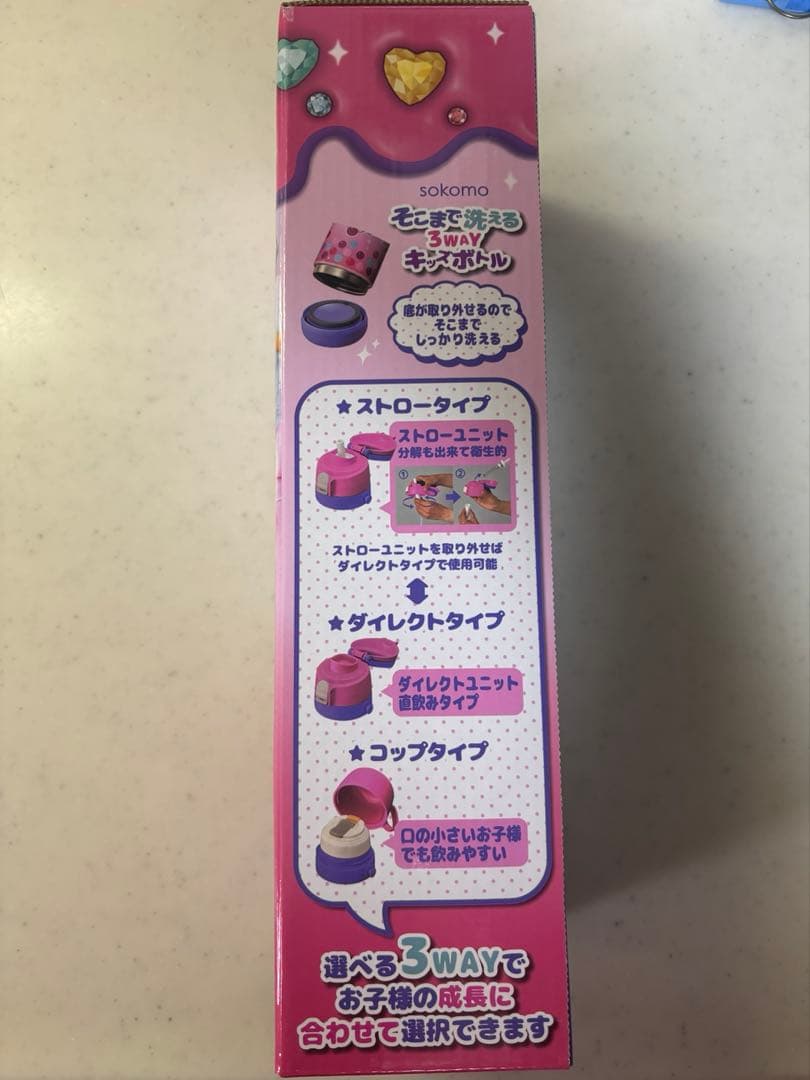 sokomo
そこまで洗える
3WAY
キッズボトル
底が取り外せるので
そこまで
しっかり洗える
★ストロータイプ
ストローユニット
分解も出来て衛生的
① ②
ストローユニットを取り外せば
ダイレクトタイプで使用可能
★ダイレクトタイプ
ダイレクトユニット
直飲みタイプ
★コップタイプ
口の小さいお子様
でも飲みやすい
選べる3WAYで
お子様の成長に
合わせて選択できます